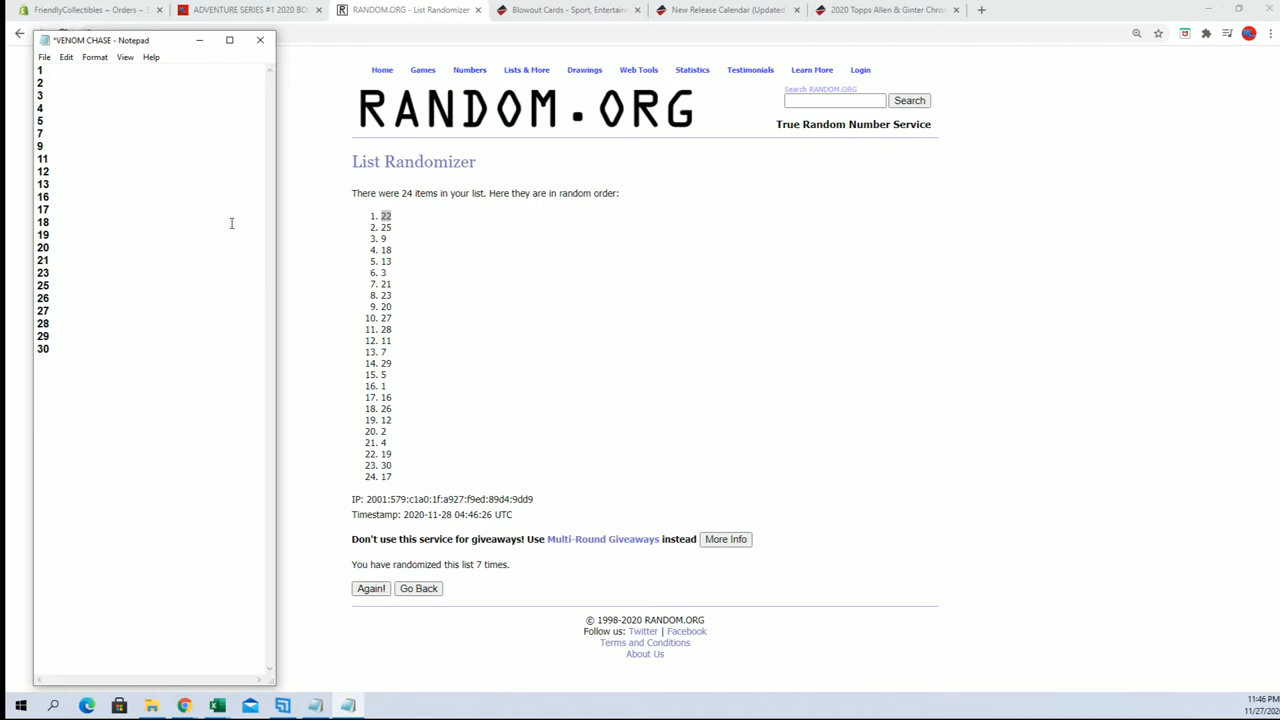 FriendlyCollectibles – Orders –
ADVENTURE SERIES #1 2020 BO
RANDOM.ORG - List Randomizer
Blowout Cards - Sport, Entertainm
New Release Calendar (Updated
2020 Topps Allen & Ginter Chro
*VENOM CHASE - Notepad
File Edit Format View Help
1
2
3
4
5
7
9
11
12
13
16
17
18
19
20
21
23
25
26
27
28
29
30
Home Games Numbers Lists & More Drawings Web Tools Statistics Testimonials Learn More Login
RANDOM.ORG
Search RANDOM.ORG
Search
True Random Number Service
List Randomizer
There were 24 items in your list. Here they are in random order:
1. 22
2. 25
3. 9
4. 18
5. 13
6. 3
7. 21
8. 23
9. 20
10. 27
11. 28
12. 11
13. 7
14. 29
15. 5
16. 1
17. 16
18. 26
19. 12
20. 2
21. 4
22. 19
23. 30
24. 17
IP: 2001:579:c1a0:1f:a927:f9ed:89d4:9dd9
Timestamp: 2020-11-28 04:46:26 UTC
Don't use this service for giveaways! Use Multi-Round Giveaways instead More Info
You have randomized this list 7 times.
Again! Go Back
© 1998-2020 RANDOM.ORG
Follow us: Twitter | Facebook
Terms and Conditions
About Us
11:46 PM
11/27/202